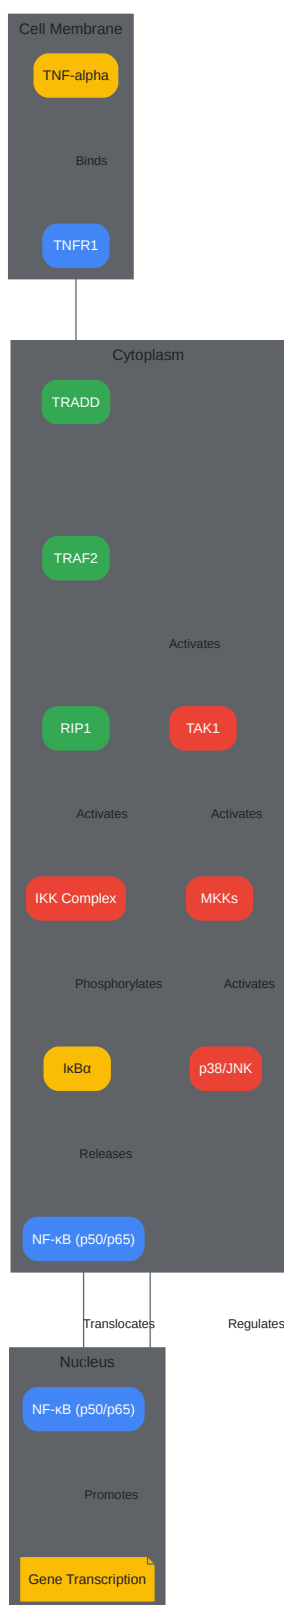 Cell Membrane
TNF-alpha
Binds
TNFR1
Cytoplasm
TRADD
TRAF2
Activates
RIP1
TAK1
Activates
Activates
IKK Complex
MKKs
Phosphorylates
Activates
IκBα
p38/JNK
Releases
NF-κB (p50/p65)
Translocates
Regulates
Nucleus
NF-κB (p50/p65)
Promotes
Gene Transcription